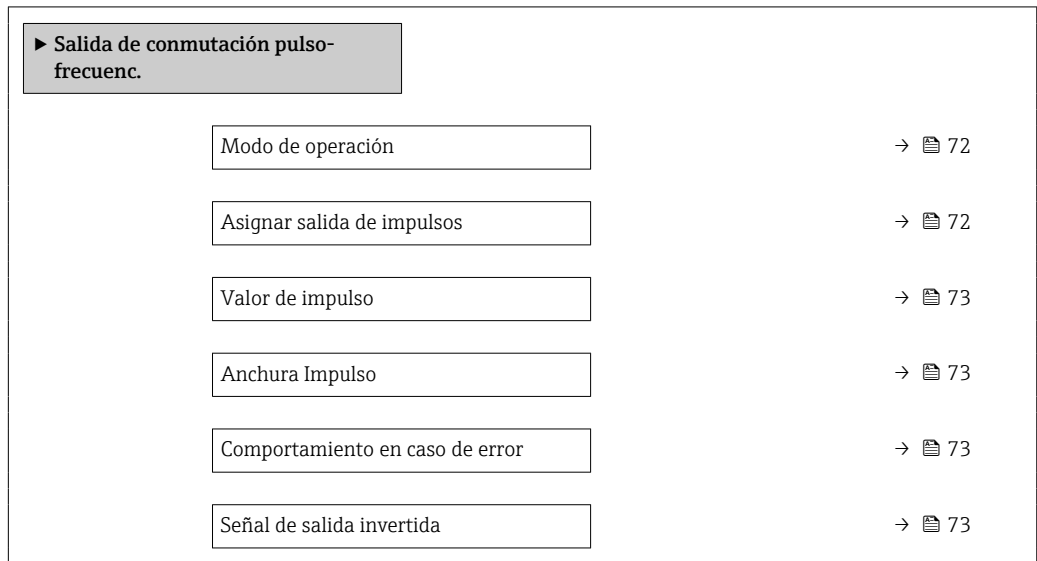 ▶ Salida de conmutación pulso-
frecuenc.
Modo de operación → 72
Asignar salida de impulsos → 72
Valor de impulso → 73
Anchura Impulso → 73
Comportamiento en caso de error → 73
Señal de salida invertida → 73